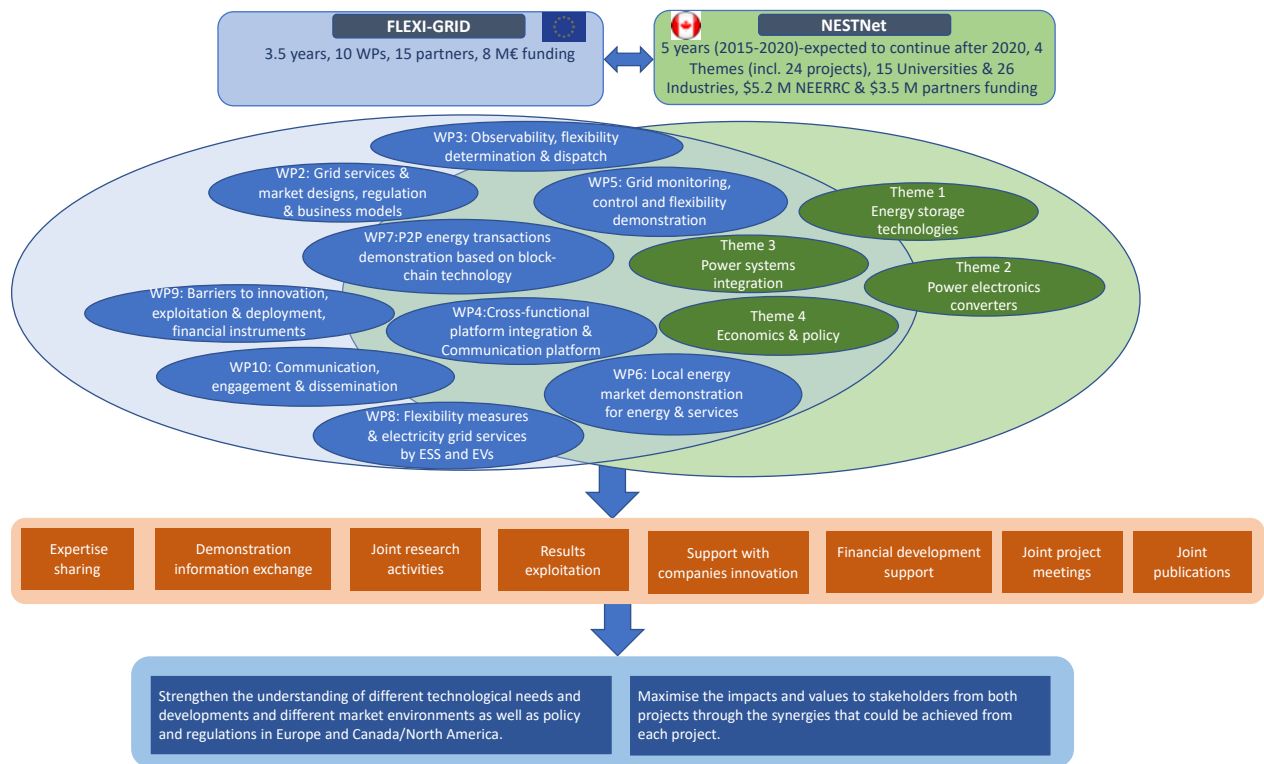 FLEXI-GRID
3.5 years, 10 WPs, 15 partners, 8 M€ funding
NESTNet
5 years (2015-2020)-expected to continue after 2020, 4
Themes (incl. 24 projects), 15 Universities & 26
Industries, $5.2 M NEERRC & $3.5 M partners funding
WP3: Observability, flexibility
determination & dispatch
WP2: Grid services &
market designs, regulation
& business models
WP5: Grid monitoring,
control and flexibility
demonstration
Theme 1
Energy storage
technologies
WP7:P2P energy transactions
demonstration based on block-
chain technology
Theme 3
Power systems
integration
Theme 2
Power electronics
converters
WP9: Barriers to innovation,
exploitation & deployment,
financial instruments
WP4:Cross-functional
platform integration &
Communication platform
Theme 4
Economics & policy
WP10: Communication,
engagement & dissemination
WP6: Local energy
market demonstration
for energy & services
WP8: Flexibility measures
& electricity grid services
by ESS and EVs
Expertise
sharing
Demonstration
information exchange
Joint research
activities
Results
exploitation
Support with
companies innovation
Financial development
support
Joint project
meetings
Joint
publications
Strengthen the understanding of different technological needs and
developments and different market environments as well as policy
and regulations in Europe and Canada/North America.
Maximise the impacts and values to stakeholders from both
projects through the synergies that could be achieved from
each project.